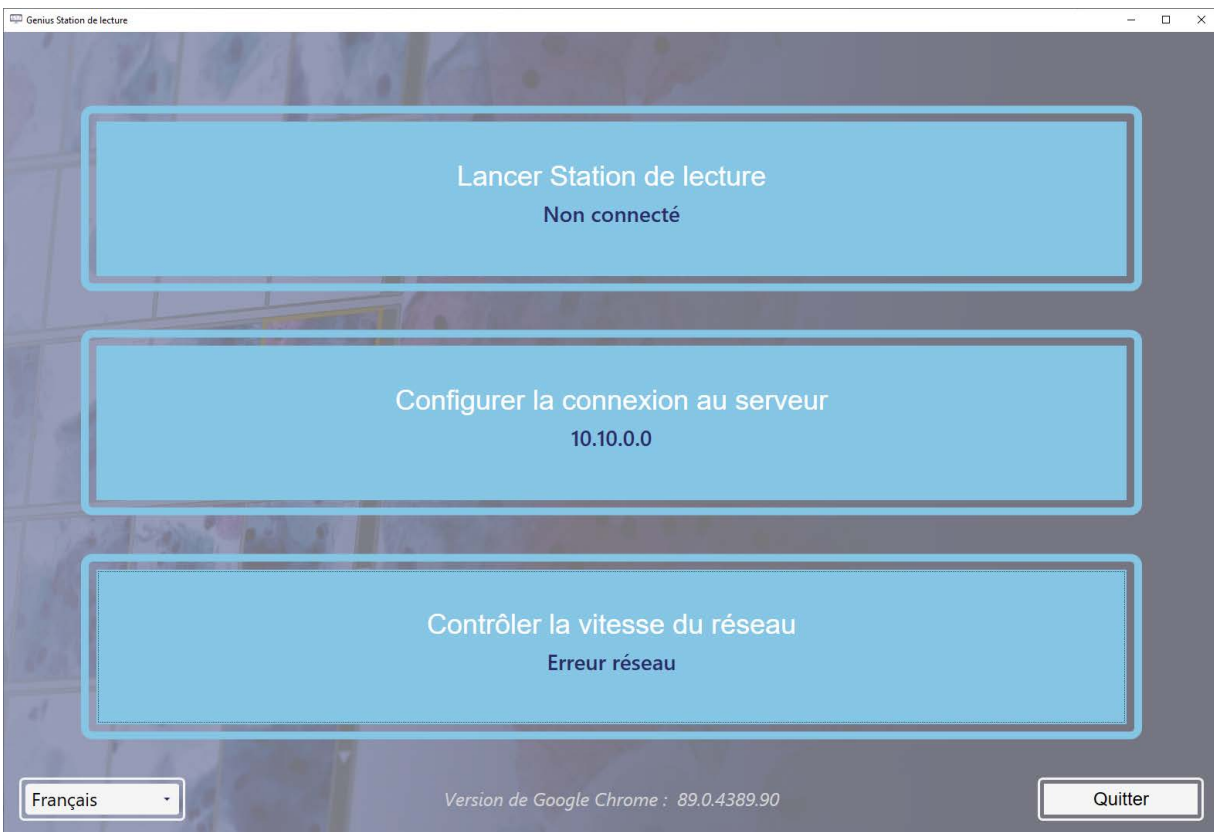 Genius Station de lecture
Lancer Station de lecture
Non connecté
Configurer la connexion au serveur
10.10.0.0
Contrôler la vitesse du réseau
Erreur réseau
Français
Version de Google Chrome : 89.0.4389.90
Quitter